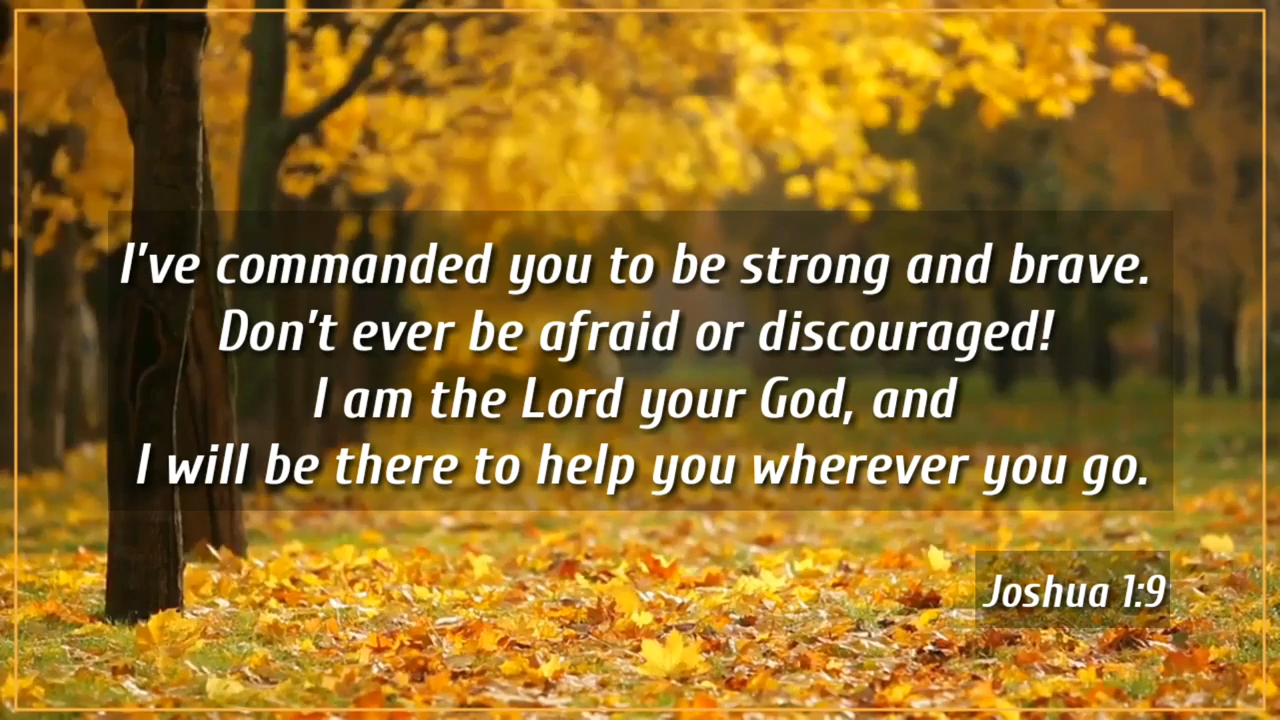 I've commanded you to be strong and brave.
Don't ever be afraid or discouraged!
I am the Lord your God, and
I will be there to help you wherever you go.
Joshua 1:9